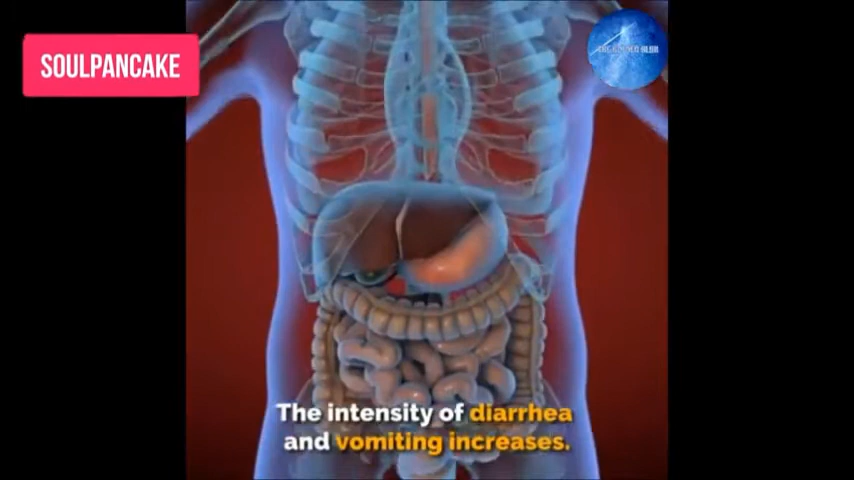 SOULPANCAKE
The intensity of diarrhea
and vomiting increases.